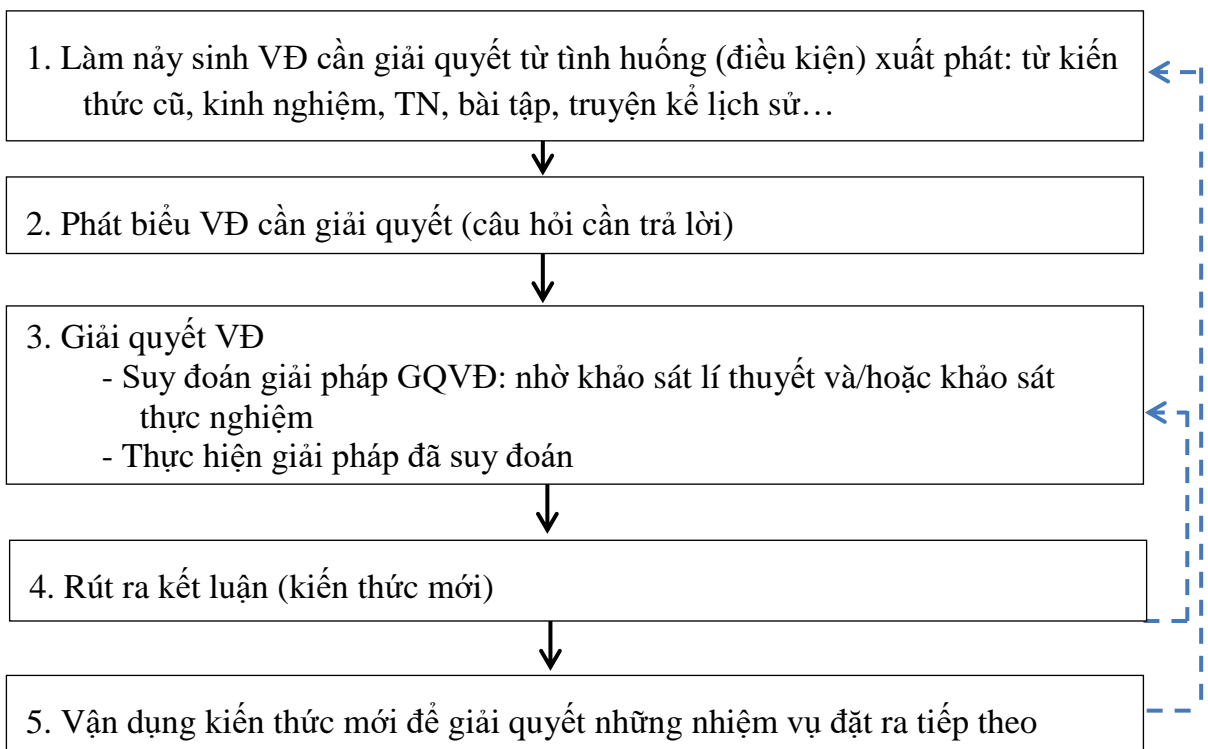 1. Làm nảy sinh VĐ cần giải quyết từ tình huống (điều kiện) xuất phát: từ kiến
thức cũ, kinh nghiệm, TN, bài tập, truyện kể lịch sử…
2. Phát biểu VĐ cần giải quyết (câu hỏi cần trả lời)
3. Giải quyết VĐ
- Suy đoán giải pháp GQVĐ: nhờ khảo sát lí thuyết và/hoặc khảo sát
thực nghiệm
- Thực hiện giải pháp đã suy đoán
4. Rút ra kết luận (kiến thức mới)
5. Vận dụng kiến thức mới để giải quyết những nhiệm vụ đặt ra tiếp theo